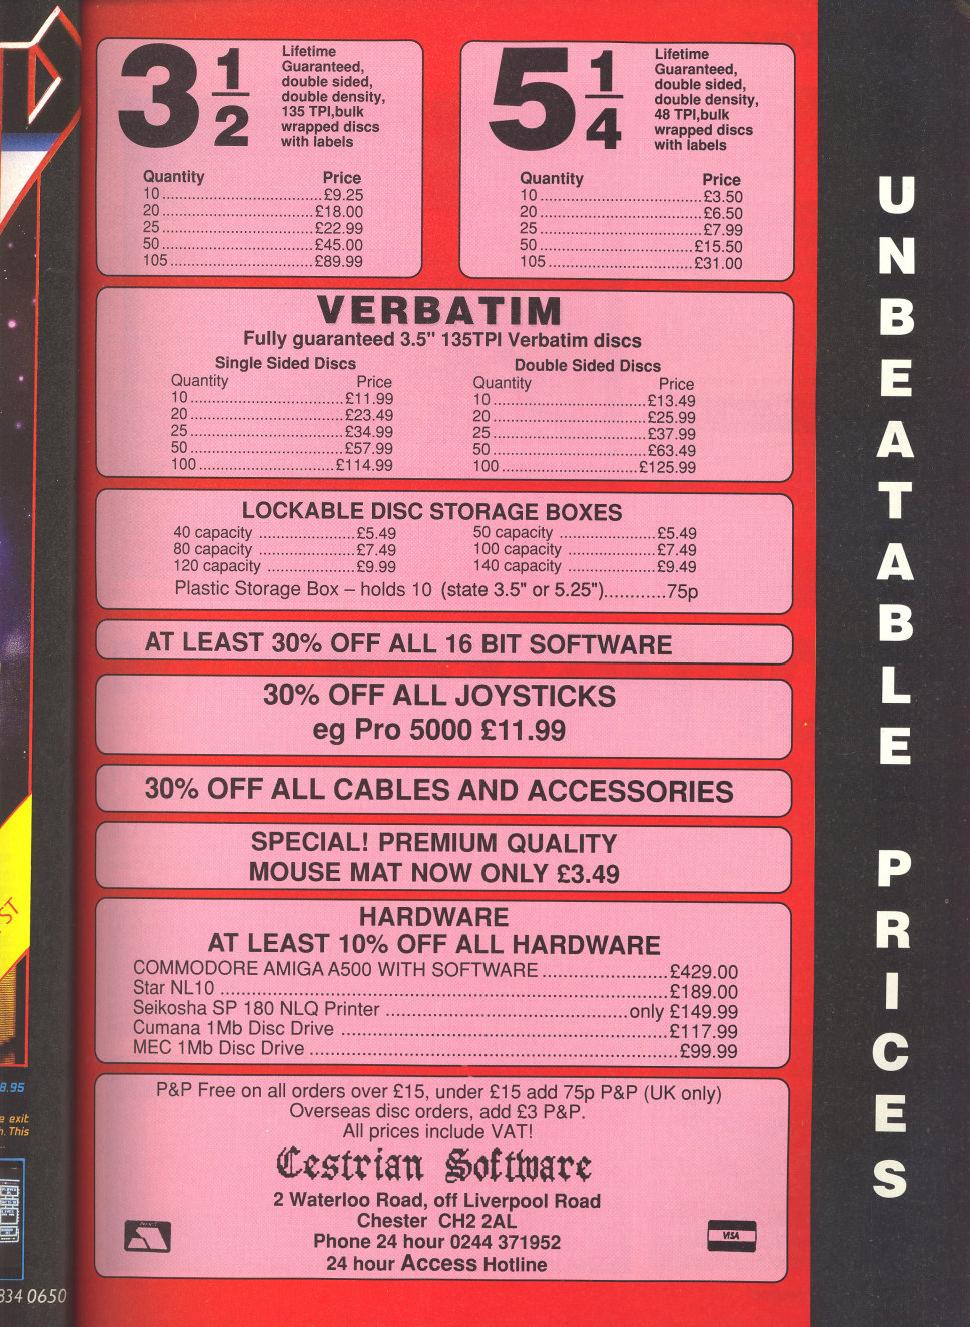 3 1/2
Lifetime
Guaranteed,
double sided,
double density,
135 TPI,bulk
wrapped discs
with labels
Quantity Price
10 £9.25
20 £18.00
25 £22.99
50 £45.00
105 £89.99
5 1/4
Lifetime
Guaranteed,
double sided,
double density,
48 TPI,bulk
wrapped discs
with labels
Quantity Price
10 £3.50
20 £6.50
25 £7.99
50 £15.50
105 £31.00
VERBATIM
Fully guaranteed 3.5" 135TPI Verbatim discs
Single Sided Discs
Quantity Price
10 £11.99
20 £23.49
25 £34.99
50 £57.99
100 £114.99
Double Sided Discs
Quantity Price
10 £13.49
20 £25.99
25 £37.99
50 £63.49
100 £125.99
LOCKABLE DISC STORAGE BOXES
40 capacity £5.49
80 capacity £7.49
120 capacity £9.99
50 capacity £5.49
100 capacity £7.49
140 capacity £9.49
Plastic Storage Box – holds 10 (state 3.5" or 5.25")............75p
AT LEAST 30% OFF ALL 16 BIT SOFTWARE
30% OFF ALL JOYSTICKS
eg Pro 5000 £11.99
30% OFF ALL CABLES AND ACCESSORIES
SPECIAL! PREMIUM QUALITY
MOUSE MAT NOW ONLY £3.49
HARDWARE
AT LEAST 10% OFF ALL HARDWARE
COMMODORE AMIGA A500 WITH SOFTWARE £429.00
Star NL10 £189.00
Seikosha SP 180 NLQ Printer only £149.99
Cumana 1Mb Disc Drive £117.99
MEC 1Mb Disc Drive £99.99
P&P Free on all orders over £15, under £15 add 75p P&P (UK only)
Overseas disc orders, add £3 P&P.
All prices include VAT!
Cestrian Software
2 Waterloo Road, off Liverpool Road
Chester CH2 2AL
Phone 24 hour 0244 371952
24 hour Access Hotline
VISA
UNBEATABLE PRICES
ST
8.95
e exit
h. This
834 0650